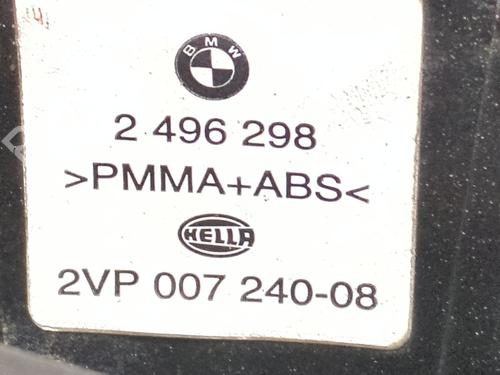 BMW
2 496 298
>PMMA+ABS<
HELLA
2VP 007 240-08